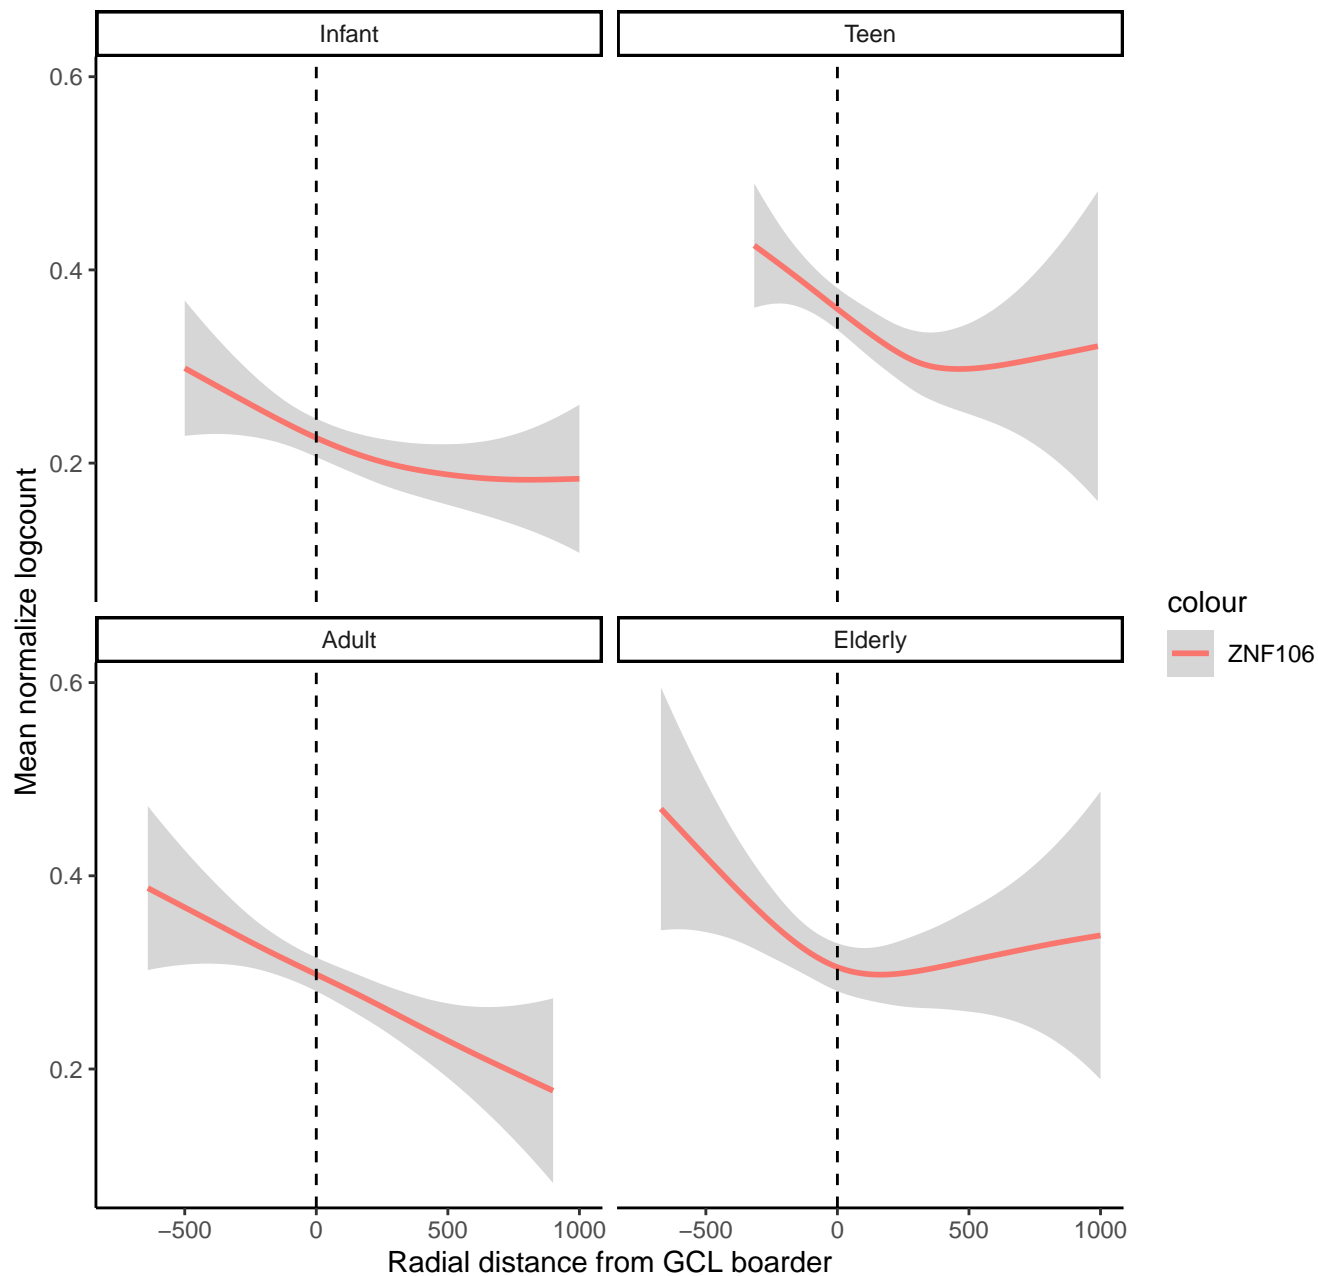 Infant
Teen
0.6
0.4
0.2
Adult
Elderly
0.6
0.4
0.2
Mean normalize logcount
−500
0
500
1000
−500
0
500
1000
Radial distance from GCL boarder
colour
ZNF106